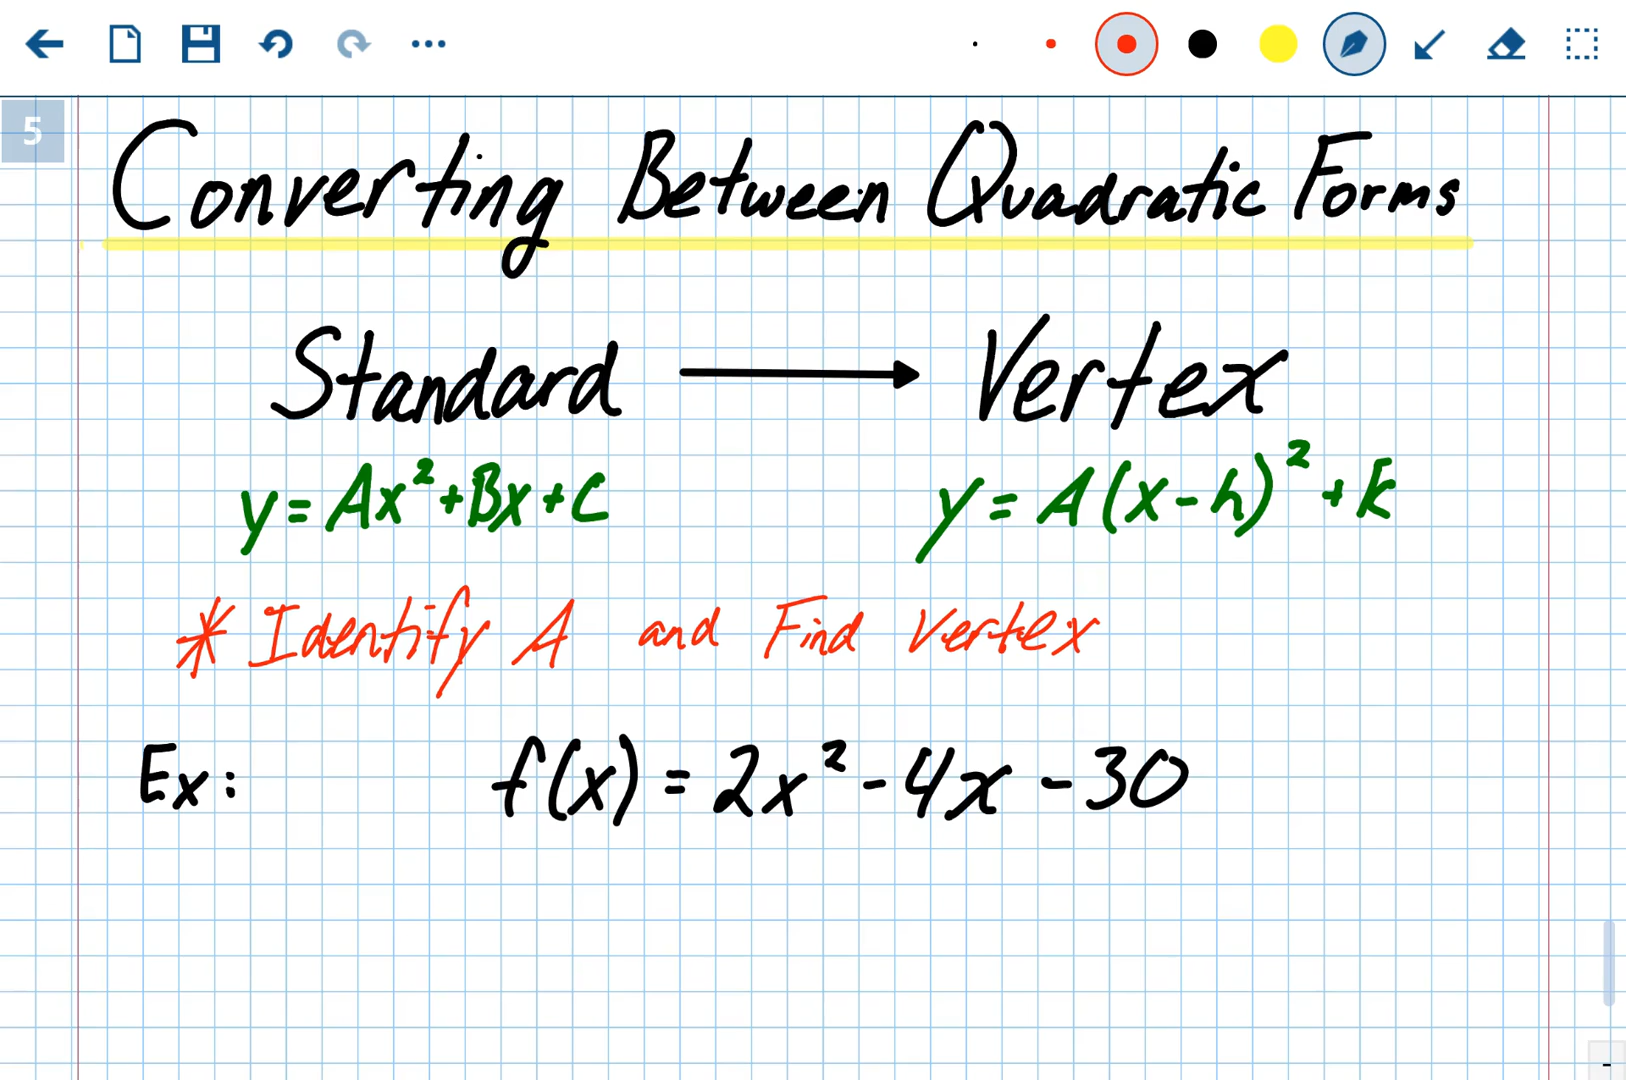 5
Converting Between Quadratic Forms
Standard → Vertex
y = Ax² + Bx + C y = A(x - h)² + k
* Identify A and Find Vertex
Ex: f(x) = 2x² - 4x - 30